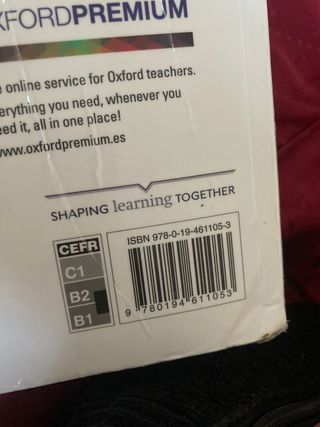 XFORDPREMIUM
online service for Oxford teachers.
erything you need, whenever you
eed it, all in one place!
www.oxfordpremium.es
SHAPING learning TOGETHER
CEFR
C1
B2
B1
ISBN 978-0-19-461105-3
9 780194 611053